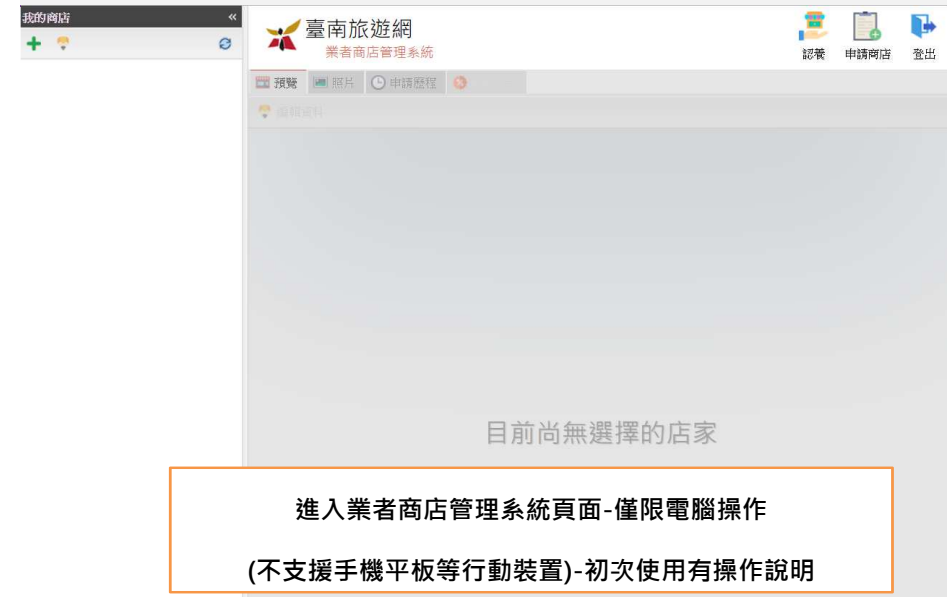 我的商店
臺南旅遊網
業者商店管理系統
認養
申請商店
登出
預覽
照片
申請歷程
編輯資料
目前尚無選擇的店家
進入業者商店管理系統頁面-僅限電腦操作
(不支援手機平板等行動裝置)-初次使用有操作說明